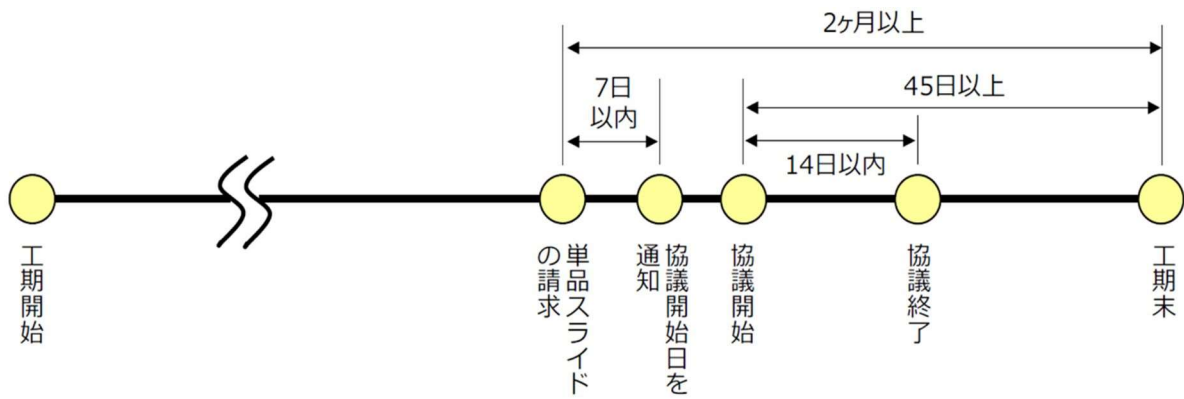 2ヶ月以上
7日
以内
45日以上
14日以内
工期開始
単品スライド
の請求
協議開始日を
通知
協議開始
協議終了
工期末